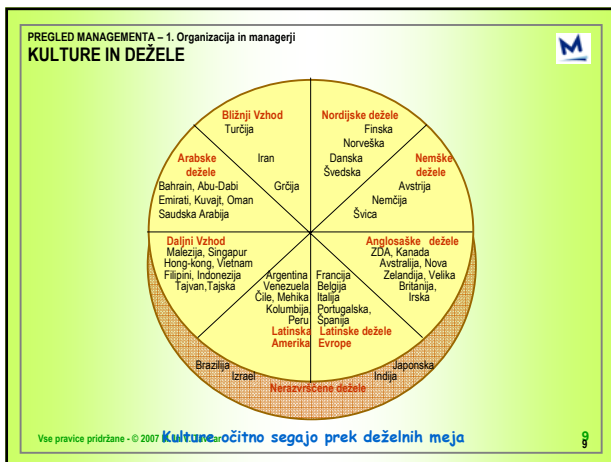 PREGLED MANAGEMENTA – 1. Organizacija in managerji
KULTURE IN DEŽELE
M
Bližnji Vzhod
Turčija
Iran
Grčija
Nordijske dežele
Finska
Norveška
Danska
Švedska
Arabske
dežele
Bahrain, Abu-Dabi
Emirati, Kuvajt, Oman
Saudska Arabija
Nemške
dežele
Avstrija
Nemčija
Švica
Daljni Vzhod
Malezija, Singapur
Hong-kong, Vietnam
Filipini, Indonezija
Tajvan,Tajska
Anglosaške dežele
ZDA, Kanada
Avstralija, Nova
Zelandija, Velika
Britanija,
Irska
Argentina
Venezuela
Čile, Mehika
Kolumbija,
Peru
Latinska
Amerika
Francija
Belgija
Italija
Portugalska,
Španija
Latinske dežele
Evrope
Brazilija
Izrael
Japonska
Indija
Nerazvrščene dežele
Vse pravice pridržane - © 2007
Kulture očitno segajo prek deželnih meja
9
9